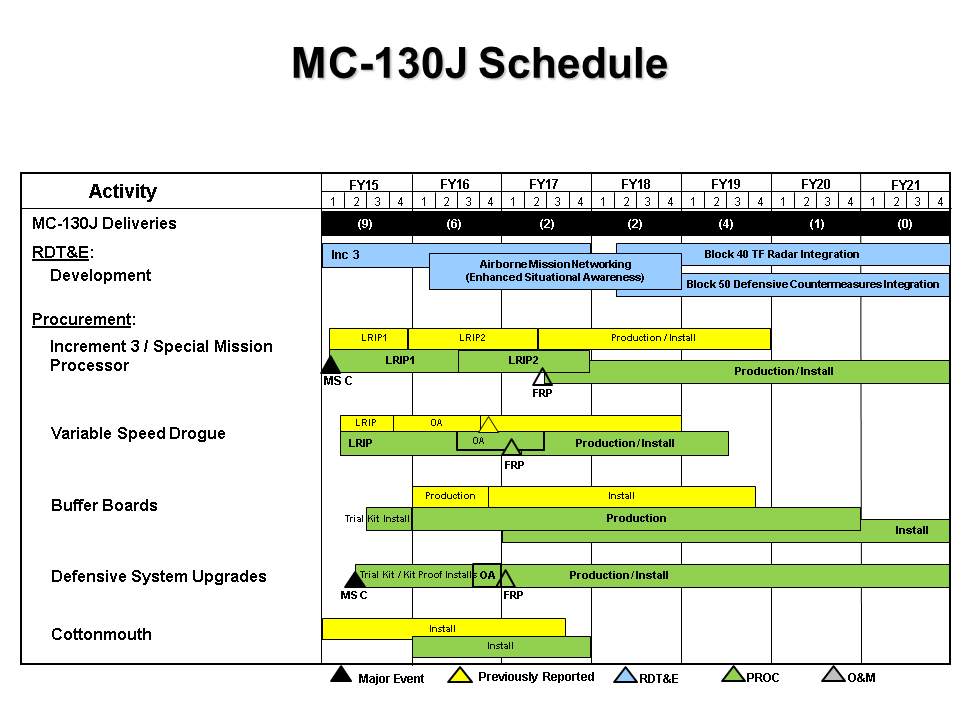 MC-130J Schedule
Activity
FY15 FY16 FY17 FY18 FY19 FY20 FY21
1 2 3 4 1 2 3 4 1 2 3 4 1 2 3 4 1 2 3 4 1 2 3 4 1 2 3 4
MC-130J Deliveries (9) (6) (2) (2) (4) (1) (0)
RDT&E:
Inc 3 Block 40 TF Radar Integration
Development
Airborne Mission Networking
(Enhanced Situational Awareness)
Block 50 Defensive Countermeasures Integration
Procurement:
LRIP1 LRIP2 Production / Install
Increment 3 / Special Mission
Processor
LRIP1 LRIP2
Production / Install
MS C
FRP
LRIP OA
Variable Speed Drogue
LRIP OA Production / Install
FRP
Production Install
Buffer Boards
Trial Kit Install Production
Install
Defensive System Upgrades Trial Kit / Kit Proof Installs OA Production / Install
MS C FRP
Install
Cottonmouth
Install
Major Event Previously Reported RDT&E PROC O&M